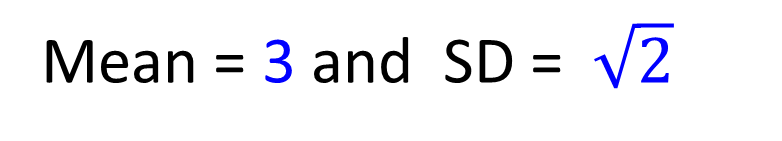 Mean = 3 and SD = √2